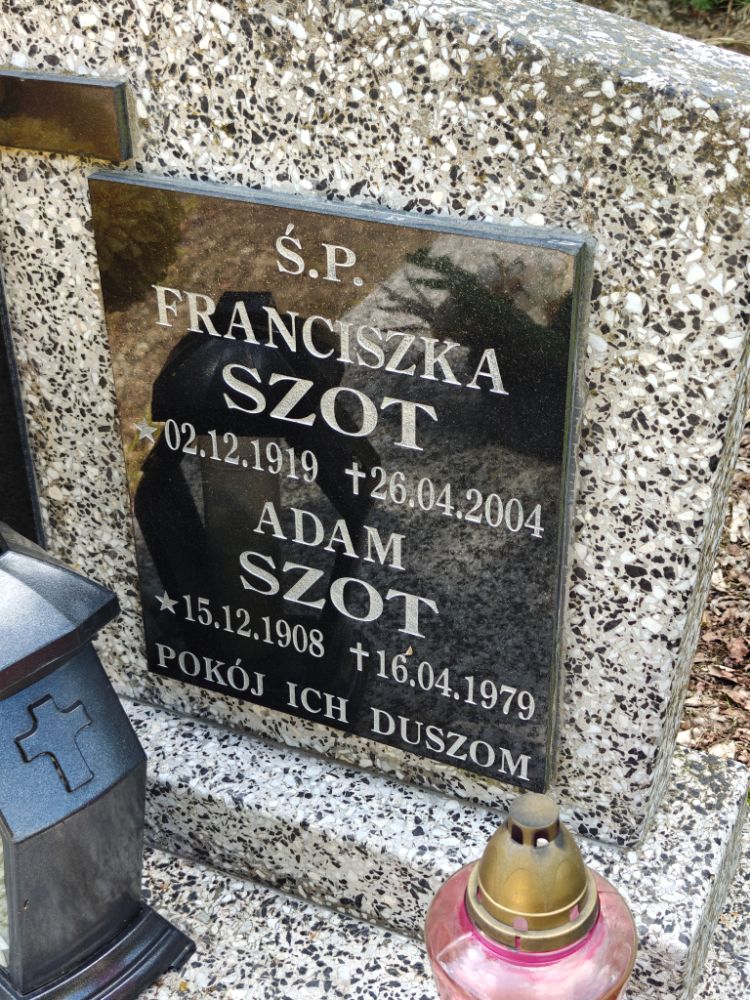 Ś.P.
FRANCISZKA
SZOT
★02.12.1919 ✝26.04.2004
ADAM
SZOT
★15.12.1908 ✝16.04.1979
POKÓJ ICH DUSZOM